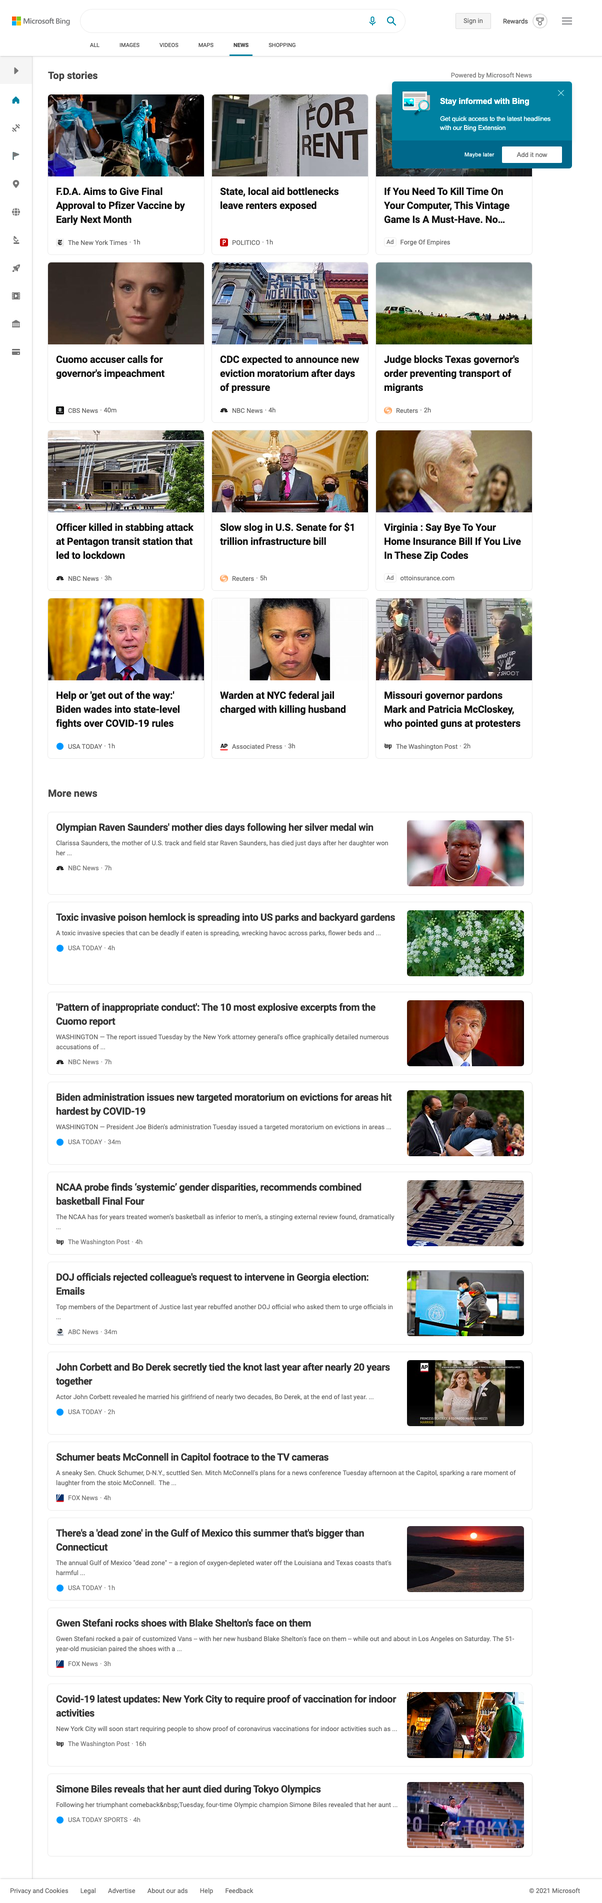 Microsoft Bing
Sign in
Rewards
ALL
IMAGES
VIDEOS
MAPS
NEWS
SHOPPING
Top stories
Powered by Microsoft News
Stay informed with Bing
Get quick access to the latest headlines
with our Bing Extension
Maybe later
Add it now
FOR
RENT
F.D.A. Aims to Give Final
Approval to Pfizer Vaccine by
Early Next Month
The New York Times · 1h
State, local aid bottlenecks
leave renters exposed
POLITICO · 1h
If You Need To Kill Time On
Your Computer, This Vintage
Game Is A Must-Have. No...
Ad Forge Of Empires
CANCEL
RENT
NO EVICTIONS
Cuomo accuser calls for
governor's impeachment
CBS News · 40m
CDC expected to announce new
eviction moratorium after days
of pressure
NBC News · 4h
Judge blocks Texas governor's
order preventing transport of
migrants
Reuters · 2h
Officer killed in stabbing attack
at Pentagon transit station that
led to lockdown
NBC News · 3h
Slow slog in U.S. Senate for $1
trillion infrastructure bill
Reuters · 5h
Virginia : Say Bye To Your
Home Insurance Bill If You Live
In These Zip Codes
Ad ottoinsurance.com
SHOOT
Help or 'get out of the way:'
Biden wades into state-level
fights over COVID-19 rules
USA TODAY · 1h
Warden at NYC federal jail
charged with killing husband
AP Associated Press · 3h
Missouri governor pardons
Mark and Patricia McCloskey,
who pointed guns at protesters
wp The Washington Post · 2h
More news
Olympian Raven Saunders' mother dies days following her silver medal win
Clarissa Saunders, the mother of U.S. track and field star Raven Saunders, has died just days after her daughter won
her ...
NBC News · 7h
Toxic invasive poison hemlock is spreading into US parks and backyard gardens
A toxic invasive species that can be deadly if eaten is spreading, wrecking havoc across parks, flower beds and ...
USA TODAY · 4h
'Pattern of inappropriate conduct': The 10 most explosive excerpts from the
Cuomo report
WASHINGTON — The report issued Tuesday by the New York attorney general's office graphically detailed numerous
accusations of ...
NBC News · 7h
Biden administration issues new targeted moratorium on evictions for areas hit
hardest by COVID-19
WASHINGTON — President Joe Biden's administration Tuesday issued a targeted moratorium on evictions in areas ...
USA TODAY · 34m
NCAA probe finds 'systemic' gender disparities, recommends combined
basketball Final Four
The NCAA has for years treated women's basketball as inferior to men's, a stinging external review found, dramatically
...
wp The Washington Post · 4h
DOJ officials rejected colleague's request to intervene in Georgia election:
Emails
Top members of the Department of Justice last year rebuffed another DOJ official who asked them to urge officials in
...
ABC News · 34m
John Corbett and Bo Derek secretly tied the knot last year after nearly 20 years
together
Actor John Corbett revealed he married his girlfriend of nearly two decades, Bo Derek, at the end of last year. ...
USA TODAY · 2h
AP
Schumer beats McConnell in Capitol footrace to the TV cameras
A sneaky Sen. Chuck Schumer, D-N.Y., scuttled Sen. Mitch McConnell's plans for a news conference Tuesday afternoon at the Capitol, sparking a rare moment of
laughter from the stoic McConnell. The ...
FOX News · 4h
There's a 'dead zone' in the Gulf of Mexico this summer that's bigger than
Connecticut
The annual Gulf of Mexico "dead zone" – a region of oxygen-depleted water off the Louisiana and Texas coasts that's
harmful ...
USA TODAY · 1h
Gwen Stefani rocks shoes with Blake Shelton's face on them
Gwen Stefani rocked a pair of customized Vans – with her new husband Blake Shelton's face on them – while out and about in Los Angeles on Saturday. The 51-
year-old musician paired the shoes with a ...
FOX News · 3h
Covid-19 latest updates: New York City to require proof of vaccination for indoor
activities
New York City will soon start requiring people to show proof of coronavirus vaccinations for indoor activities such as ...
wp The Washington Post · 16h
Simone Biles reveals that her aunt died during Tokyo Olympics
Following her triumphant comeback&nbsp;Tuesday, four-time Olympic champion Simone Biles revealed that her aunt ...
USA TODAY SPORTS · 4h
TOKYO
Privacy and Cookies
Legal
Advertise
About our ads
Help
Feedback
© 2021 Microsoft